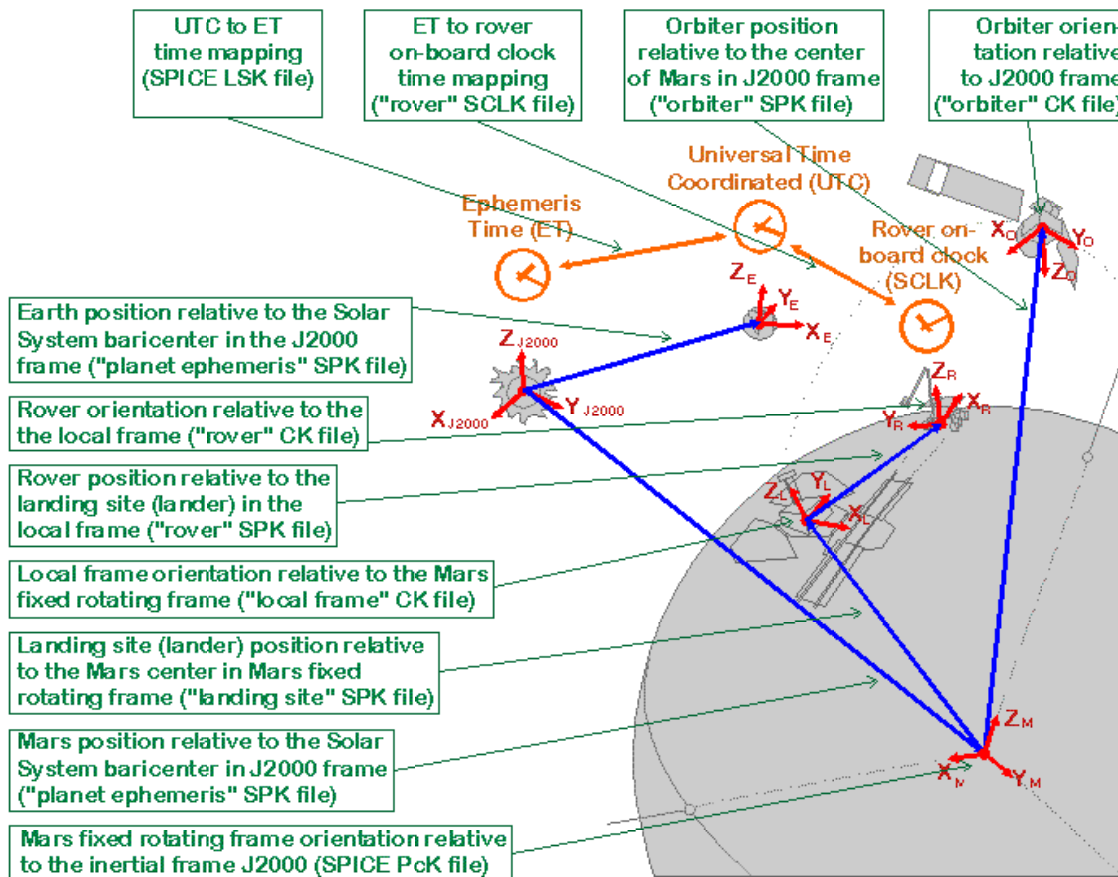 UTC to ET
time mapping
(SPICE LSK file)
ET to rover
on-board clock
time mapping
("rover" SCLK file)
Orbiter position
relative to the center
of Mars in J2000 frame
("orbiter" SPK file)
Orbiter orien-
tation relative
to J2000 frame
("orbiter" CK file)
Universal Time
Coordinated (UTC)
Ephemeris
Time (ET)
Rover on-
board clock
(SCLK)
X O
Y O
Z O
Z E
Y E
X E
Earth position relative to the Solar
System baricenter in the J2000
frame ("planet ephemeris" SPK file)
Z J2000
X J2000
Y J2000
Rover orientation relative to the
the local frame ("rover" CK file)
Z R
X R
Y R
Rover position relative to the
landing site (lander) in the
local frame ("rover" SPK file)
Z L
Y L
X L
Local frame orientation relative to the Mars
fixed rotating frame ("local frame" CK file)
Landing site (lander) position relative
to the Mars center in Mars fixed
rotating frame ("landing site" SPK file)
Mars position relative to the Solar
System baricenter in J2000 frame
("planet ephemeris" SPK file)
Z M
X M
Y M
Mars fixed rotating frame orientation relative
to the inertial frame J2000 (SPICE PcK file)